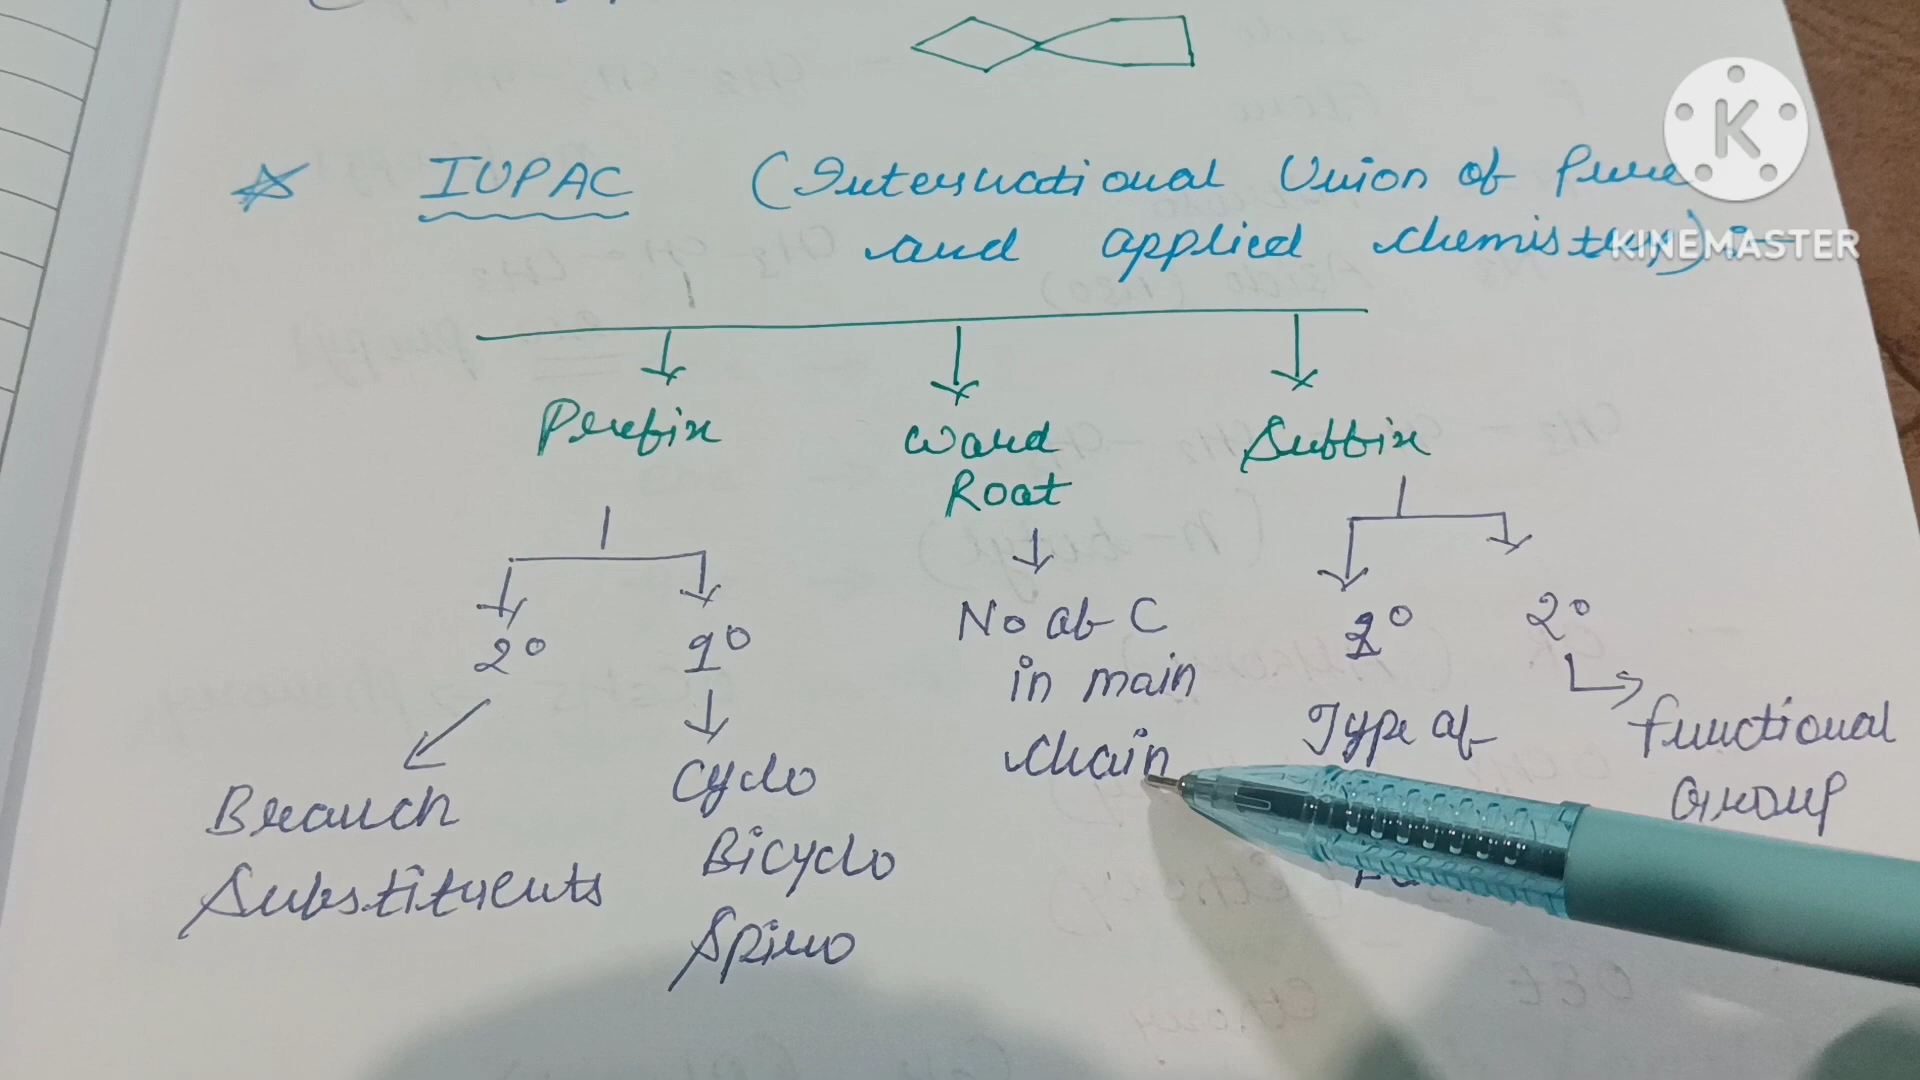 IUPAC (International Union of Pure
and applied chemistry):-
KINEMASTER
Prefix Word Suffix
Root
2° 1° No of C 1° 2°
in main
chain
Type of functional
Group
Branch Cyclo
Substituents Bicyclo
Spiro